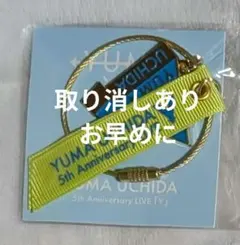 YUMA
UCHIDA
取り消しあり
お早めに
YUMA UCHIDA
5th Anniversary
YUMA UCHIDA
5th Anniversary LIVE「Y」